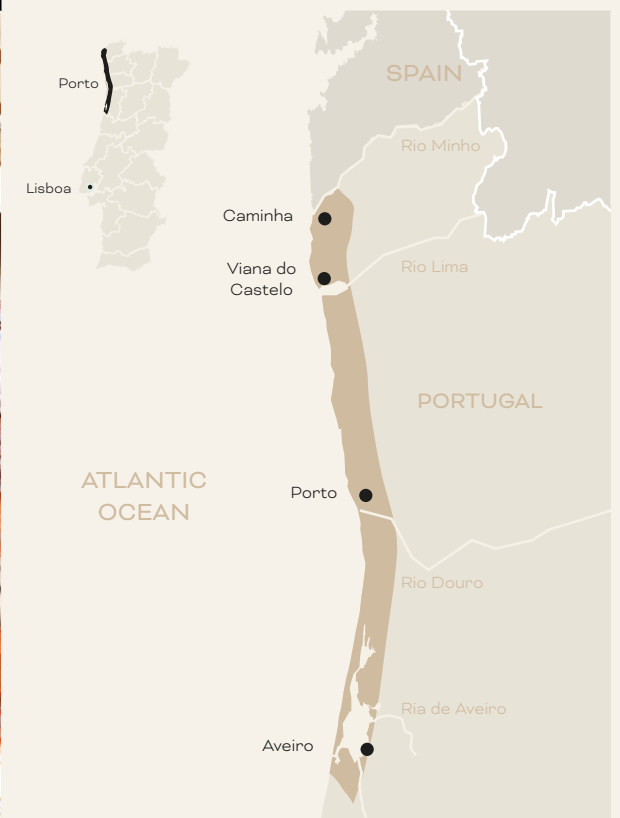 Porto
Lisboa
SPAIN
Rio Minho
Caminha
Viana do
Castelo
Rio Lima
PORTUGAL
ATLANTIC
OCEAN
Porto
Rio Douro
Ria de Aveiro
Aveiro